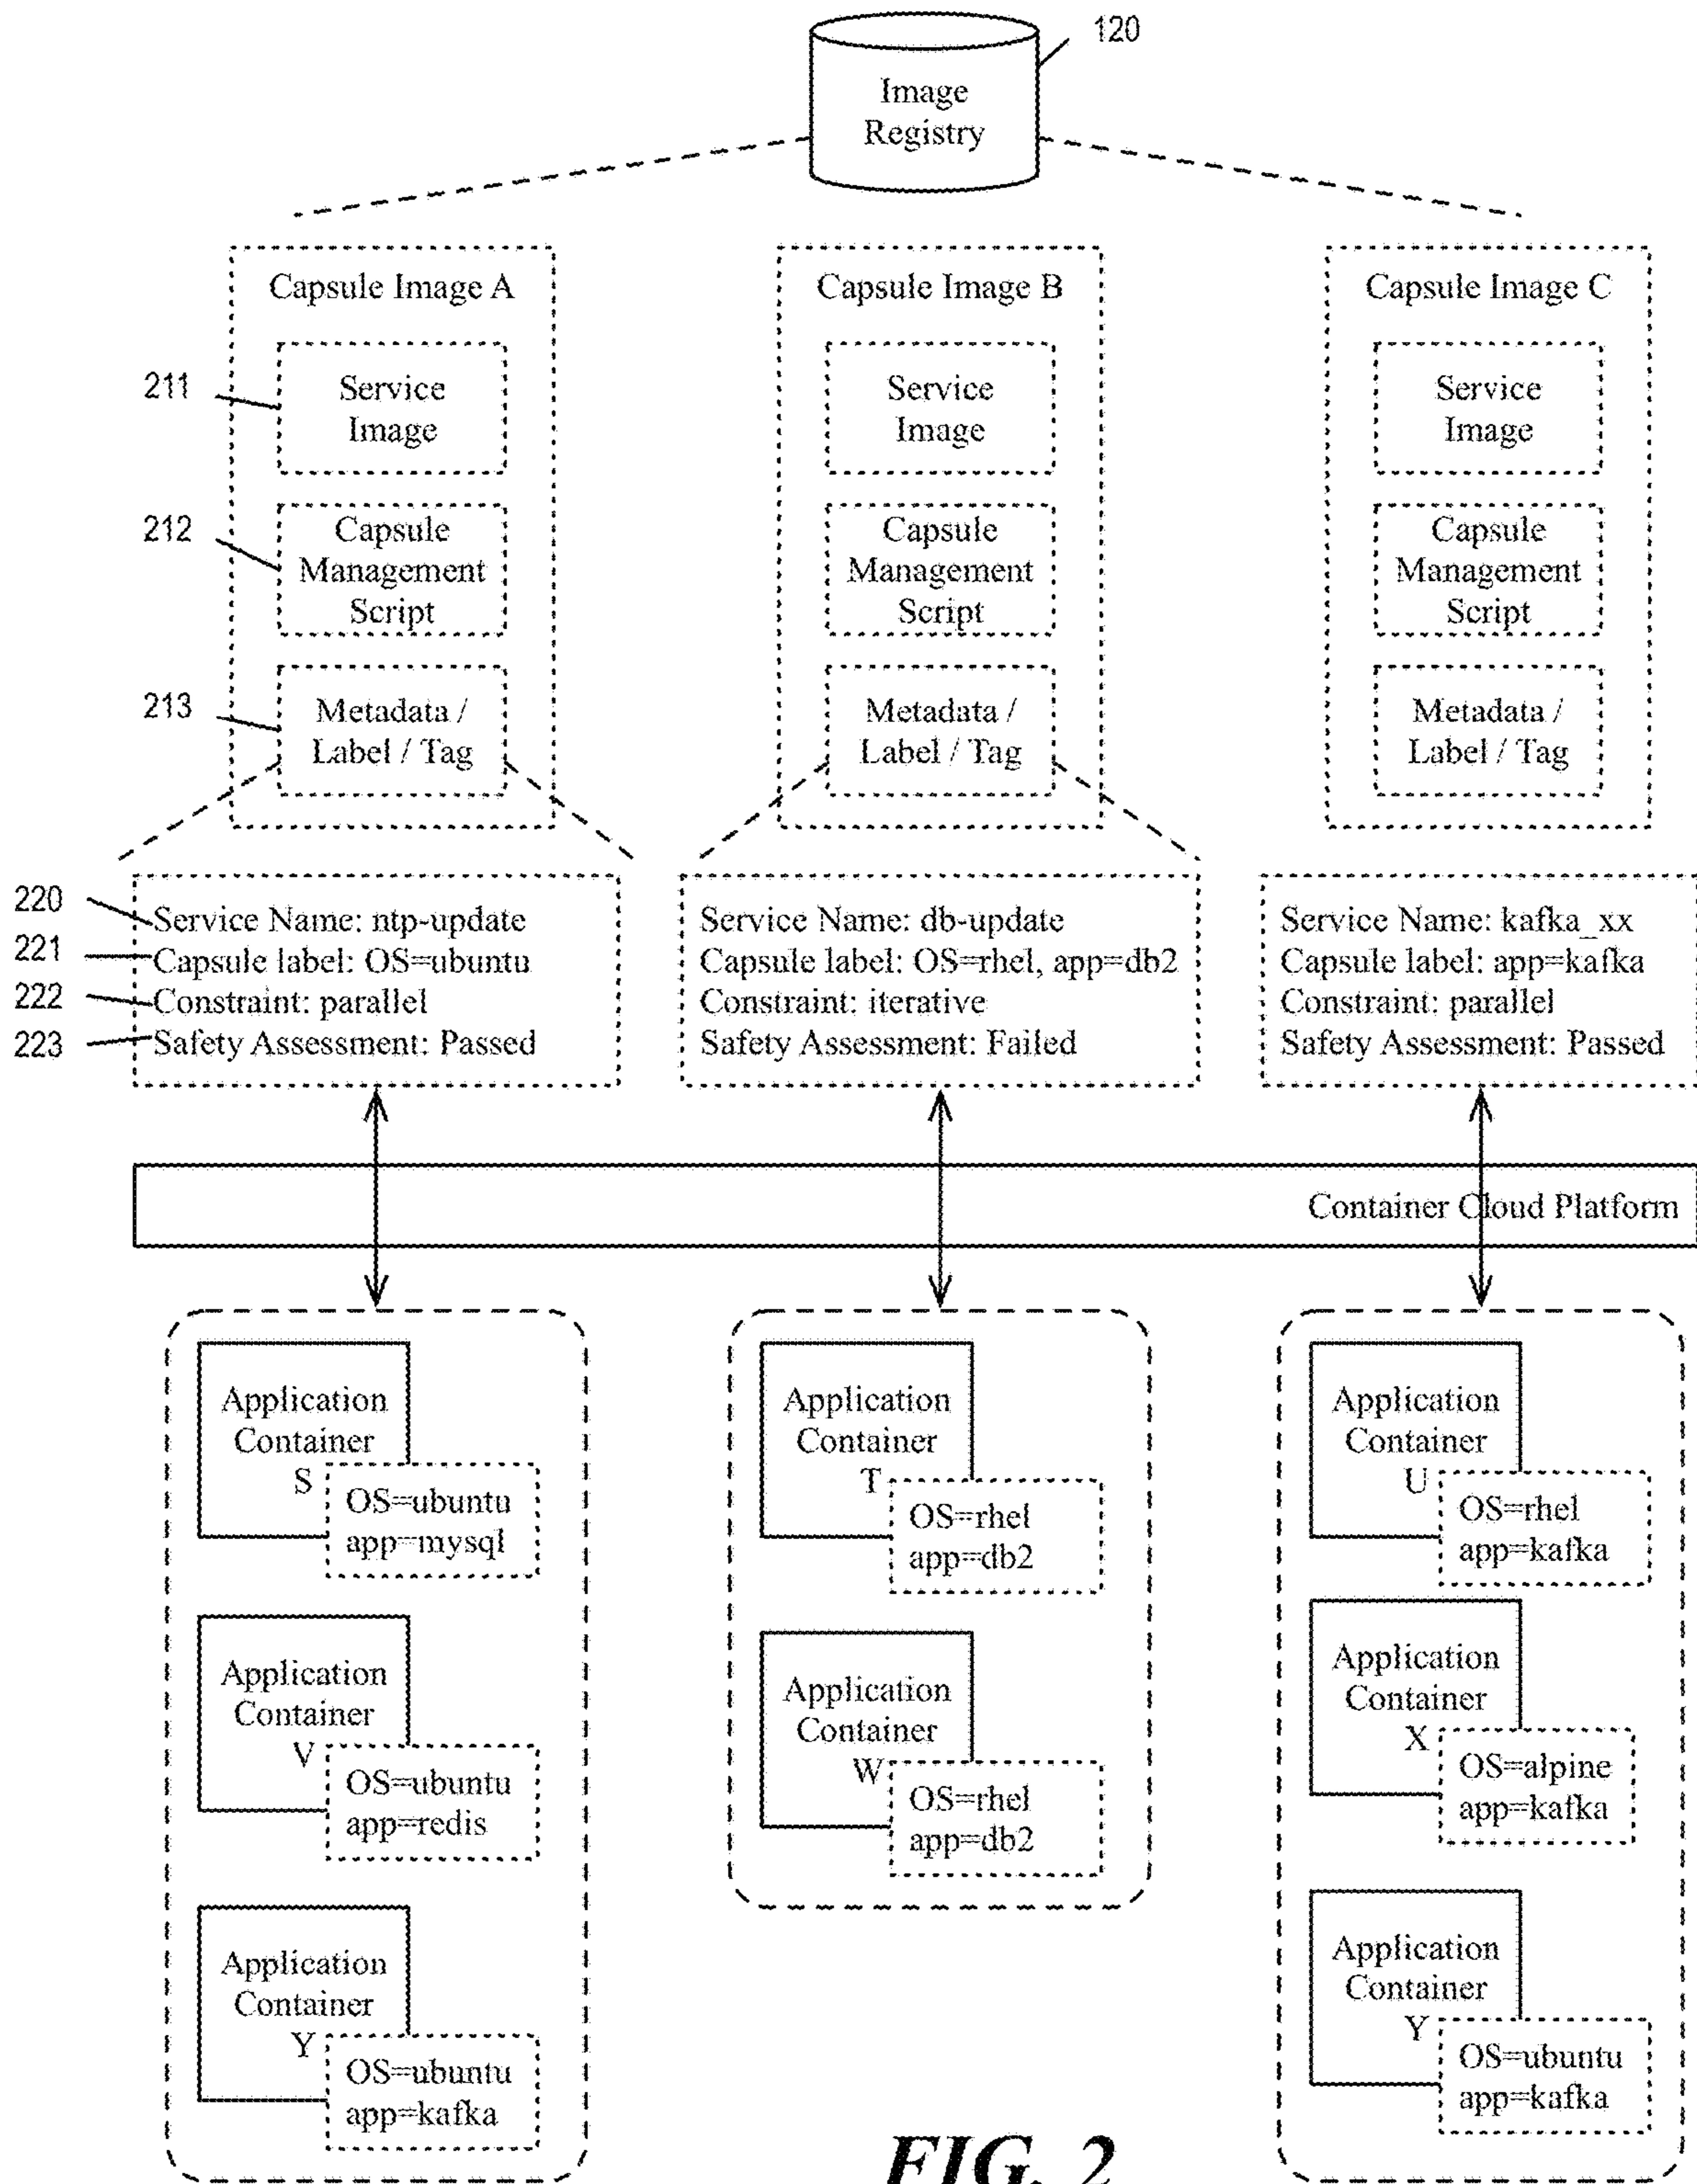 120
Image
Registry
Capsule Image A
211
Service
Image
212
Capsule
Management
Script
213
Metadata /
Label / Tag
Capsule Image B
Service
Image
Capsule
Management
Script
Metadata /
Label / Tag
Capsule Image C
Service
Image
Capsule
Management
Script
Metadata /
Label / Tag
220
Service Name: ntp-update
221
Capsule label: OS=ubuntu
222
Constraint: parallel
223
Safety Assessment: Passed
Service Name: db-update
Capsule label: OS=rhel, app=db2
Constraint: iterative
Safety Assessment: Failed
Service Name: kafka_xx
Capsule label: app=kafka
Constraint: parallel
Safety Assessment: Passed
Container Cloud Platform
Application
Container
S
OS=ubuntu
app=mysql
Application
Container
V
OS=ubuntu
app=redis
Application
Container
Y
OS=ubuntu
app=kafka
Application
Container
T
OS=rhel
app=db2
Application
Container
W
OS=rhel
app=db2
Application
Container
U
OS=rhel
app=kafka
Application
Container
X
OS=alpine
app=kafka
Application
Container
Y
OS=ubuntu
app=kafka
FIG. 2